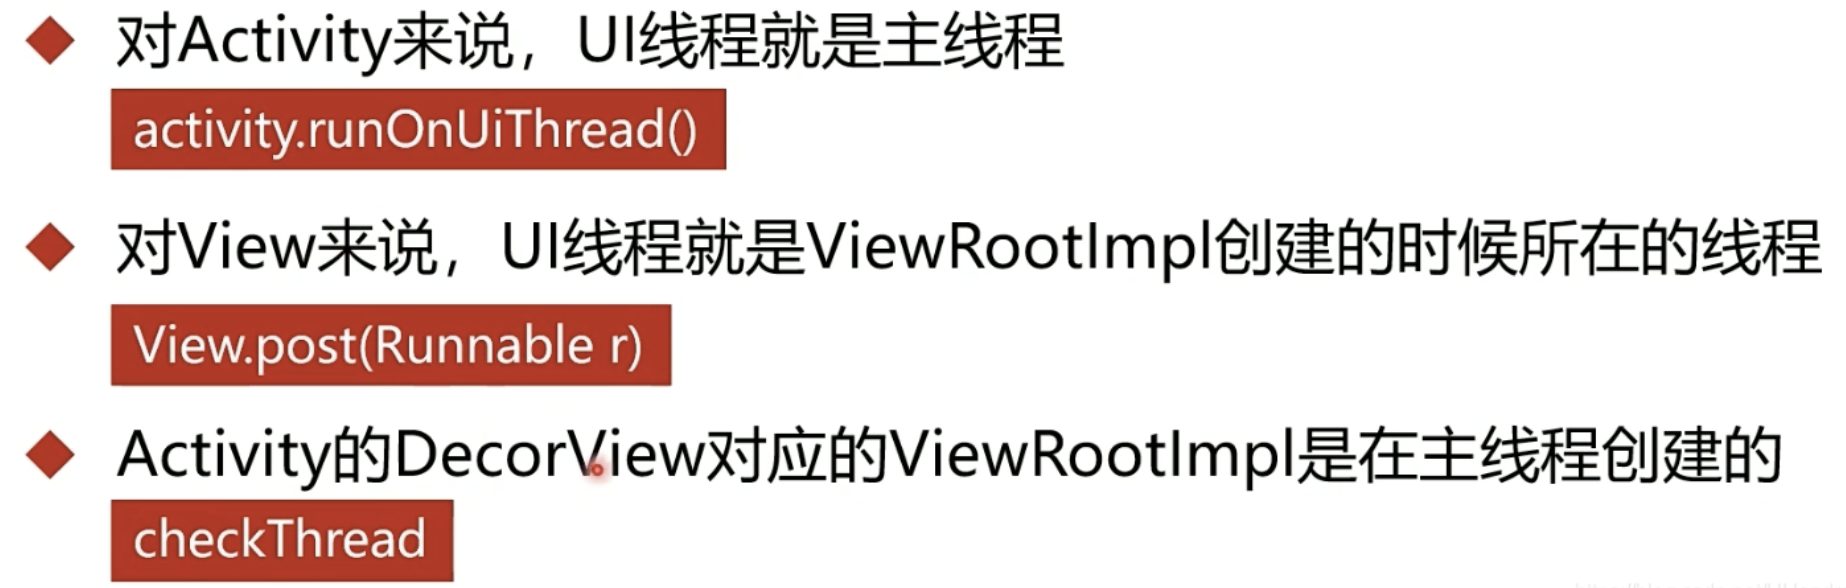 对Activity来说，UI线程就是主线程
activity.runOnUiThread()
对View来说，UI线程就是ViewRootImpl创建的时候所在的线程
View.post(Runnable r)
Activity的DecorView对应的ViewRootImpl是在主线程创建的
checkThread